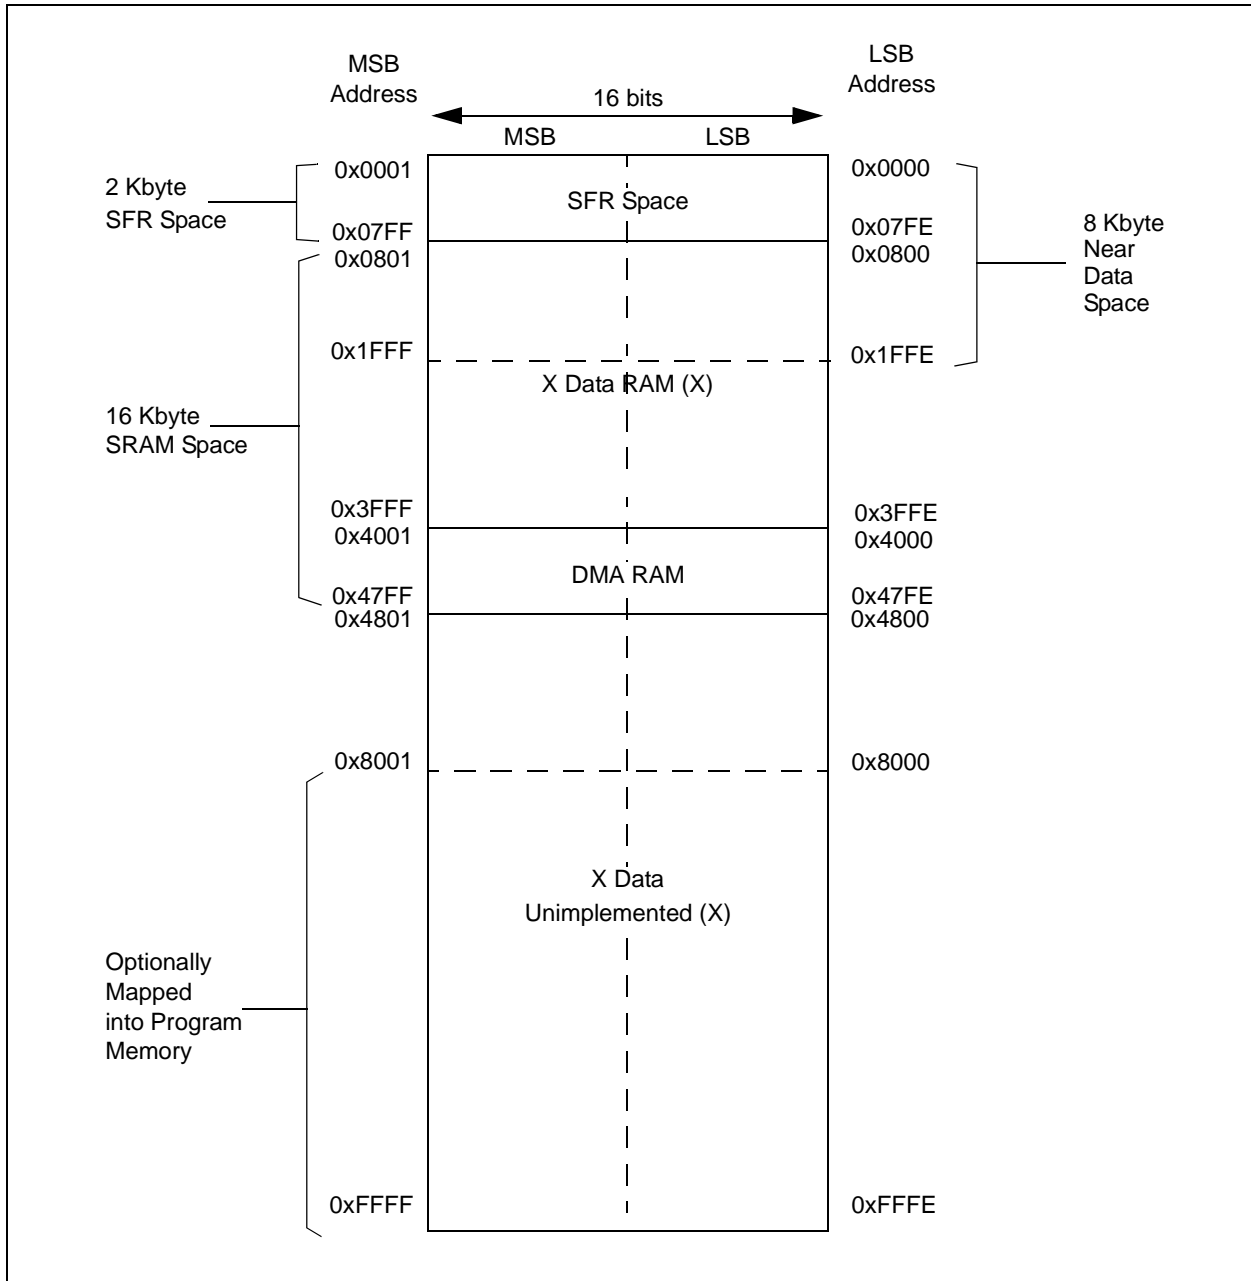 MSB
Address
LSB
Address
16 bits
MSB
LSB
0x0001
0x0000
2 Kbyte
SFR Space
SFR Space
0x07FF
0x07FE
0x0801
0x0800
8 Kbyte
Near
Data
Space
0x1FFF
0x1FFE
X Data RAM (X)
16 Kbyte
SRAM Space
0x3FFF
0x3FFE
0x4001
0x4000
DMA RAM
0x47FF
0x47FE
0x4801
0x4800
0x8001
0x8000
X Data
Unimplemented (X)
Optionally
Mapped
into Program
Memory
0xFFFF
0xFFFE